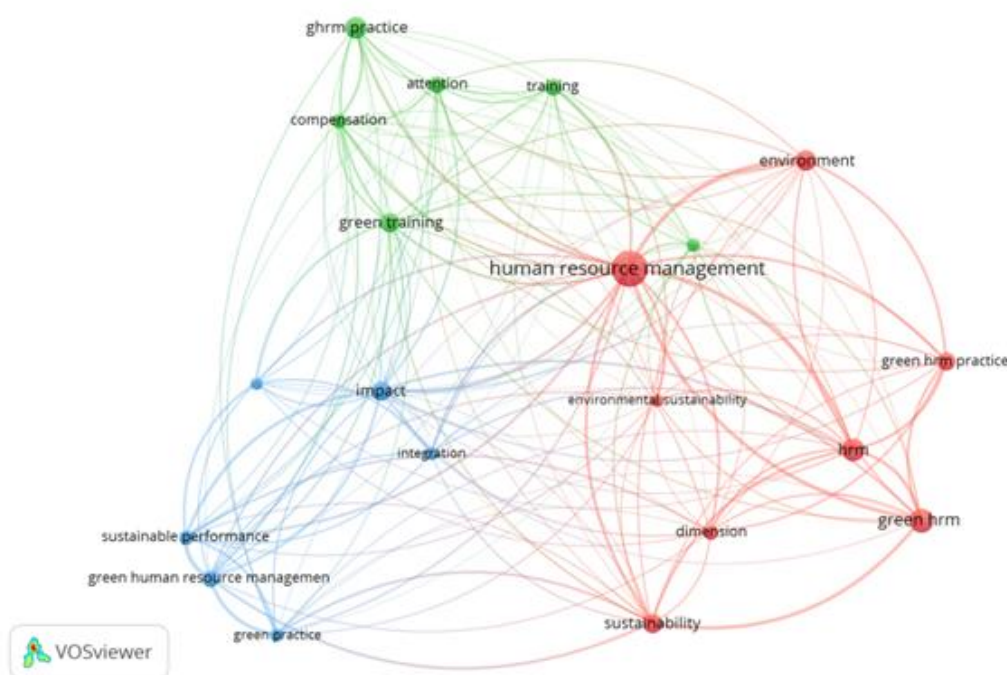 ghrm practice
attention
training
compensation
environment
green training
human resource management
green hrm practice
impact
environmental sustainability
integration
hrm
green hrm
dimension
sustainable performance
green human resource managemen
sustainability
green practice
VOSviewer